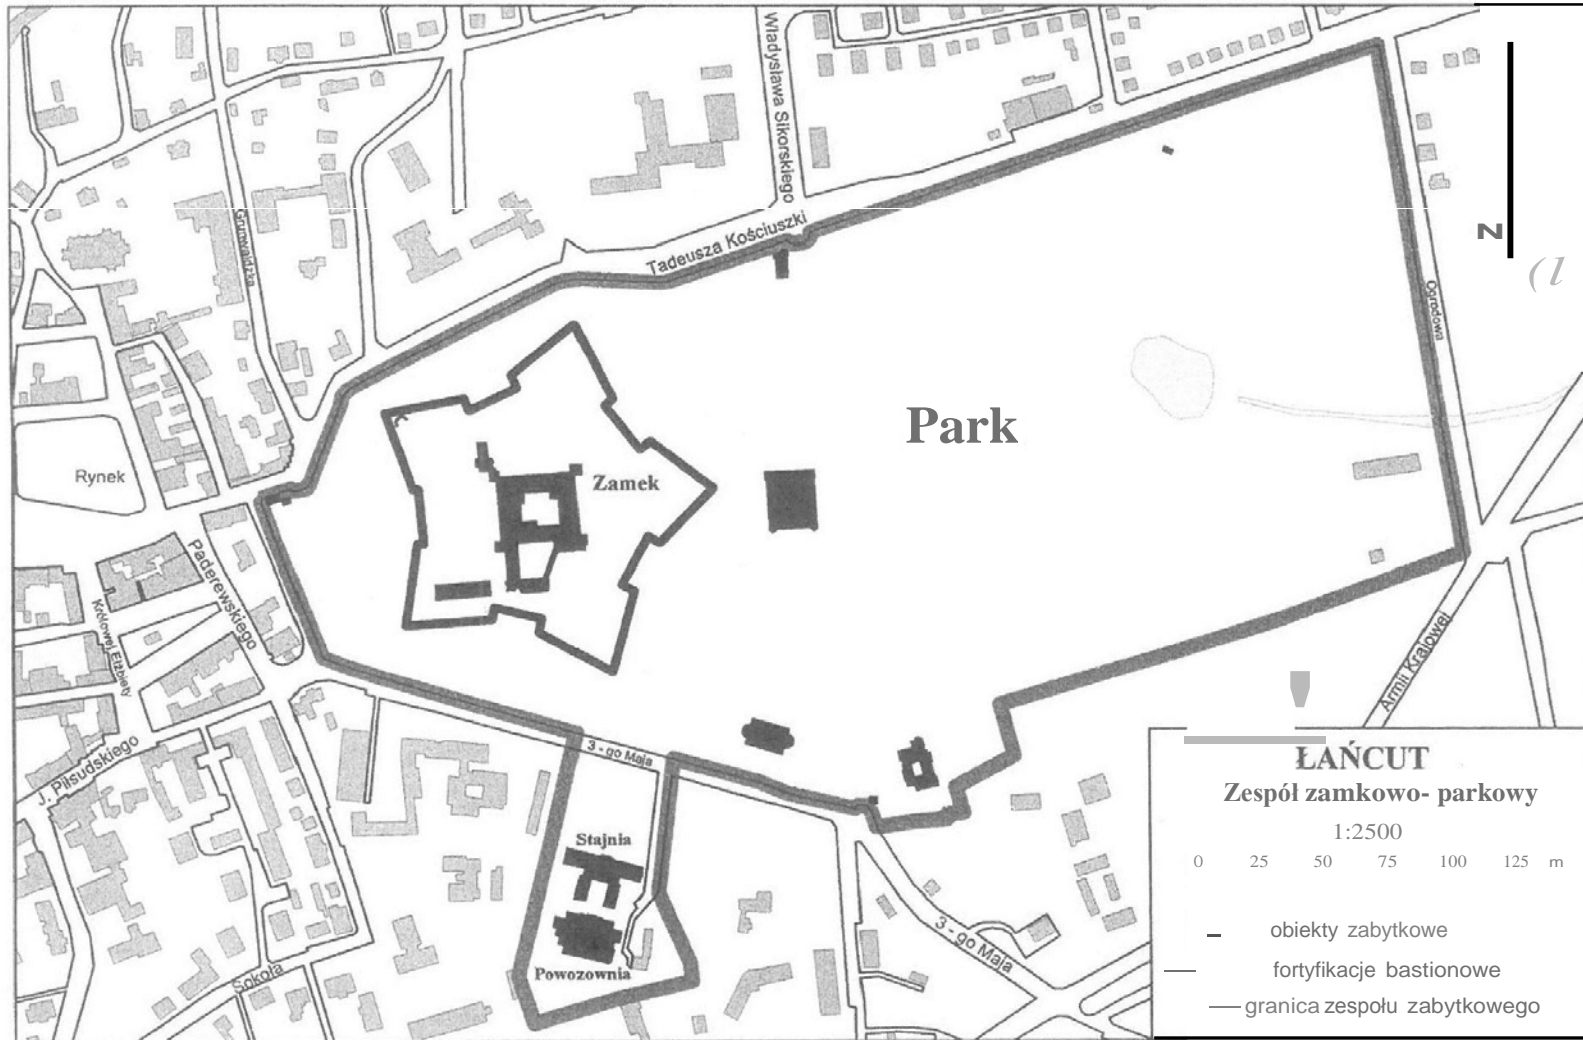 Władysława Sikorskiego
Grunwaldzka
Tadeusza Kościuszki
N
Ogrodowa
Park
Rynek
Zamek
Paderewskiego
Królowej Elżbiety
Armii Krajowej
J. Piłsudskiego
3 - go Maja
Stajnia
Powozownia
Sokoła
3 - go Maja
ŁAŃCUT
Zespół zamkowo- parkowy
1:2500
0 25 50 75 100 125 m
obiekty zabytkowe
fortyfikacje bastionowe
granica zespołu zabytkowego